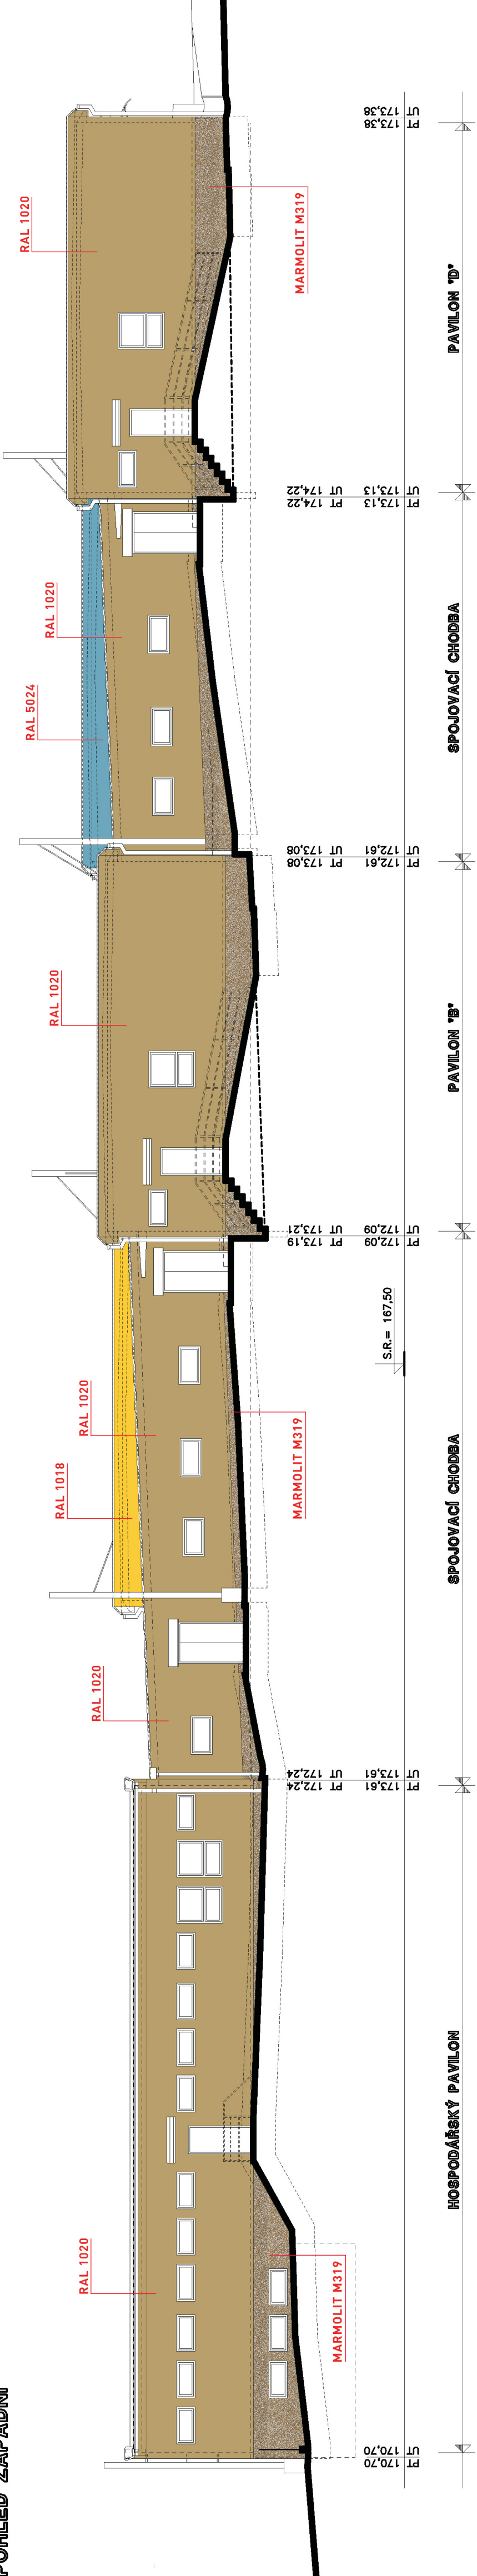 POHLED ZÁPADNÍ
RAL 1020
RAL 1020
RAL 1018
RAL 1020
RAL 1020
RAL 5024
RAL 1020
RAL 1020
MARMOLIT M319
MARMOLIT M319
MARMOLIT M319
PT 172,24
UT 172,24
PT 173,19
UT 173,21
PT 173,08
UT 173,08
PT 174,22
UT 174,22
S.R.= 167,50
PT 170,70
UT 170,70
PT 173,61
UT 173,61
PT 172,09
UT 172,09
PT 172,61
UT 172,61
PT 173,13
UT 173,13
PT 173,38
UT 173,38
HOSPODÁŘSKÝ PAVILON
SPOJOVACÍ CHODBA
PAVILON "B"
SPOJOVACÍ CHODBA
PAVILON "D"